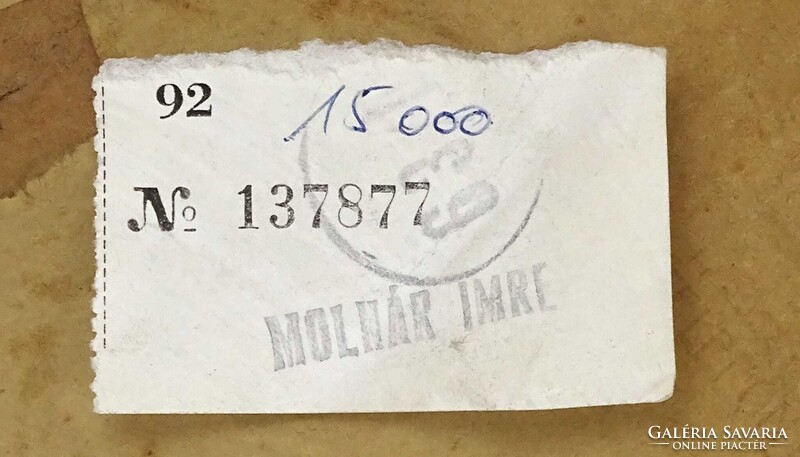 92
15 000
№ 137877
MOLNÁR IMRE
GALÉRIA SAVARIA
ONLINE PIACTÉR